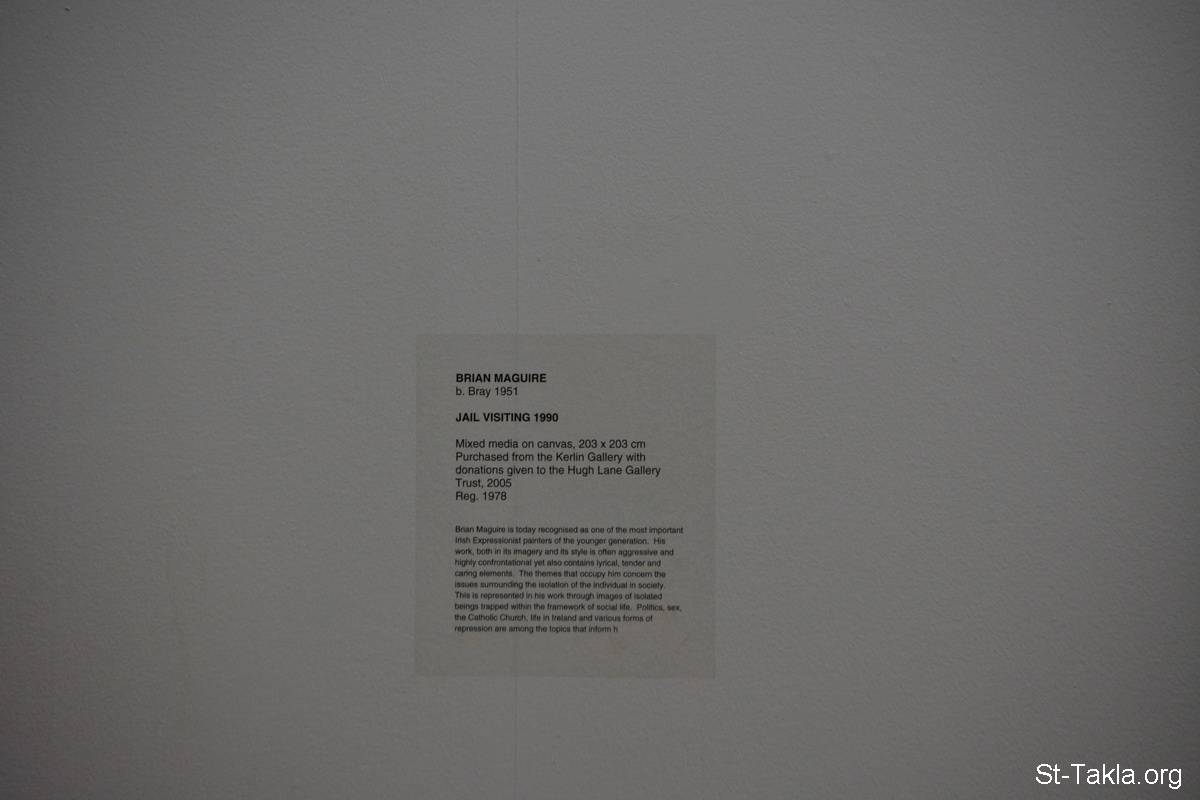 BRIAN MAGUIRE
b. Bray 1951
JAIL VISITING 1990
Mixed media on canvas, 203 x 203 cm
Purchased from the Kerlin Gallery with
donations given to the Hugh Lane Gallery
Trust, 2005
Reg. 1978
Brian Maguire is today recognised as one of the most important
Irish Expressionist painters of the younger generation. His
work, both in its imagery and its style is often aggressive and
highly confrontational yet also contains lyrical, tender and
caring elements. The themes that occupy him concern the
issues surrounding the isolation of the individual in society.
This is represented in his work through images of isolated
beings trapped within the framework of social life. Politics, sex,
the Catholic Church, life in Ireland and various forms of
repression are among the topics that inform h
St-Takla.org